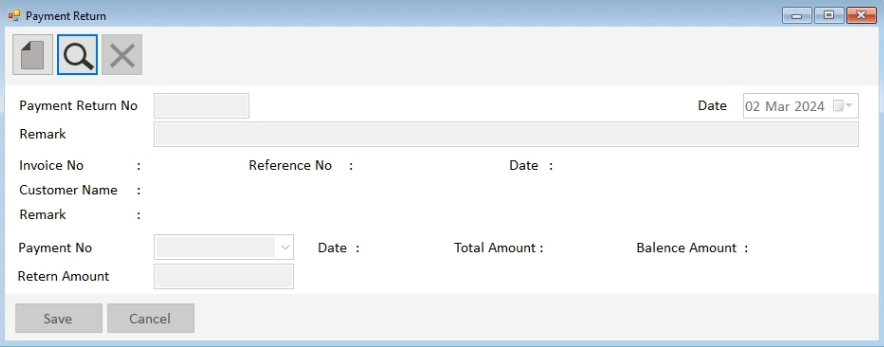 Payment Return
Payment Return No Date 02 Mar 2024
Remark
Invoice No : Reference No : Date :
Customer Name :
Remark :
Payment No Date : Total Amount : Balence Amount :
Retern Amount
Save Cancel